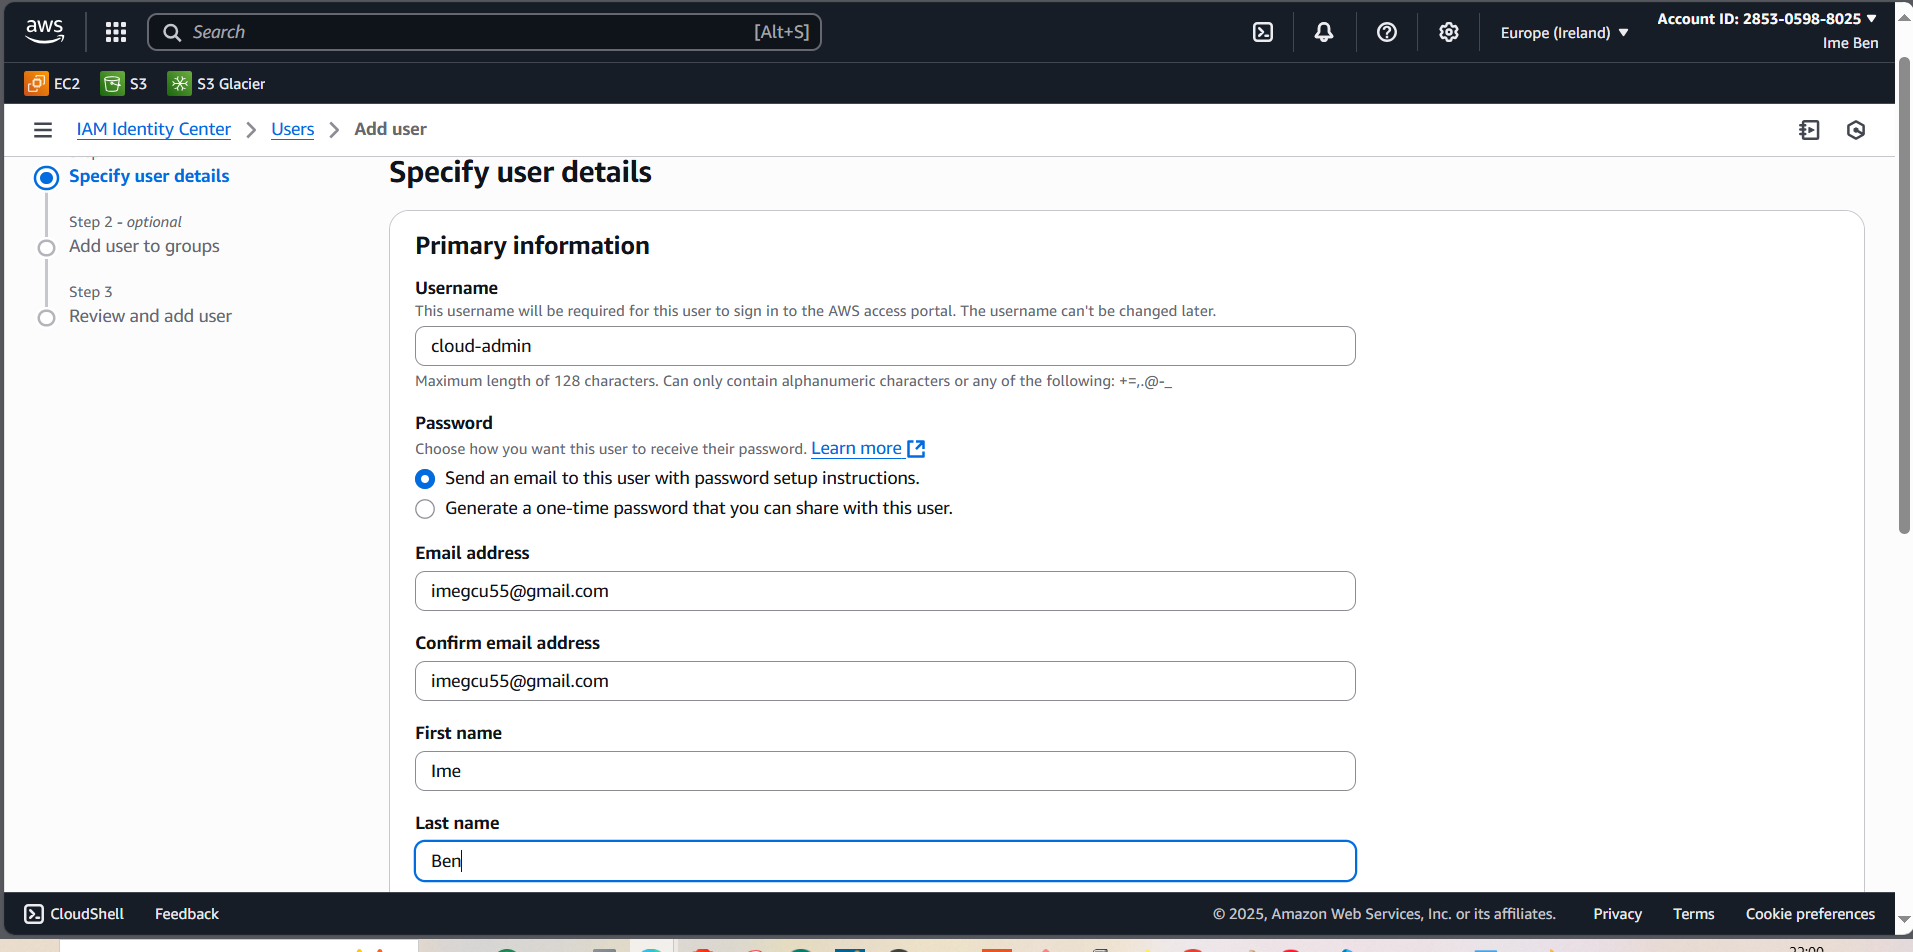 aws
Search [Alt+S]
Europe (Ireland) ▼
Account ID: 2853-0598-8025 ▼
Ime Ben
EC2
S3
S3 Glacier
IAM Identity Center > Users > Add user
Specify user details
Step 2 - optional
Add user to groups
Step 3
Review and add user
Specify user details
Primary information
Username
This username will be required for this user to sign in to the AWS access portal. The username can't be changed later.
cloud-admin
Maximum length of 128 characters. Can only contain alphanumeric characters or any of the following: +=,.@-_
Password
Choose how you want this user to receive their password. Learn more
Send an email to this user with password setup instructions.
Generate a one-time password that you can share with this user.
Email address
imegcu55@gmail.com
Confirm email address
imegcu55@gmail.com
First name
Ime
Last name
Ben
CloudShell
Feedback
© 2025, Amazon Web Services, Inc. or its affiliates.
Privacy
Terms
Cookie preferences